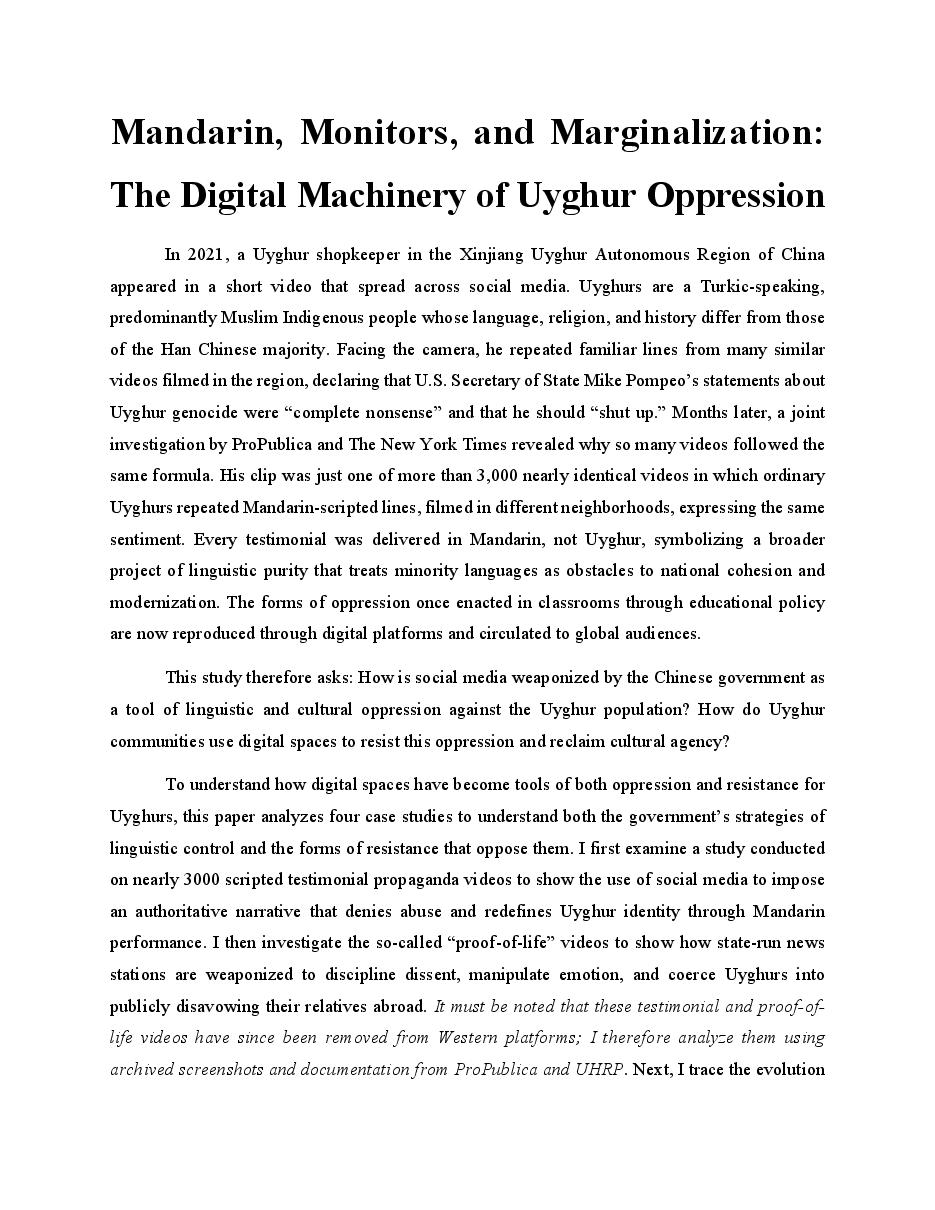 Mandarin, Monitors, and Marginalization:
The Digital Machinery of Uyghur Oppression
In 2021, a Uyghur shopkeeper in the Xinjiang Uyghur Autonomous Region of China
appeared in a short video that spread across social media. Uyghurs are a Turkic-speaking,
predominantly Muslim Indigenous people whose language, religion, and history differ from those
of the Han Chinese majority. Facing the camera, he repeated familiar lines from many similar
videos filmed in the region, declaring that U.S. Secretary of State Mike Pompeo’s statements about
Uyghur genocide were “complete nonsense” and that he should “shut up.” Months later, a joint
investigation by ProPublica and The New York Times revealed why so many videos followed the
same formula. His clip was just one of more than 3,000 nearly identical videos in which ordinary
Uyghurs repeated Mandarin-scripted lines, filmed in different neighborhoods, expressing the same
sentiment. Every testimonial was delivered in Mandarin, not Uyghur, symbolizing a broader
project of linguistic purity that treats minority languages as obstacles to national cohesion and
modernization. The forms of oppression once enacted in classrooms through educational policy
are now reproduced through digital platforms and circulated to global audiences.
This study therefore asks: How is social media weaponized by the Chinese government as
a tool of linguistic and cultural oppression against the Uyghur population? How do Uyghur
communities use digital spaces to resist this oppression and reclaim cultural agency?
To understand how digital spaces have become tools of both oppression and resistance for
Uyghurs, this paper analyzes four case studies to understand both the government’s strategies of
linguistic control and the forms of resistance that oppose them. I first examine a study conducted
on nearly 3000 scripted testimonial propaganda videos to show the use of social media to impose
an authoritative narrative that denies abuse and redefines Uyghur identity through Mandarin
performance. I then investigate the so-called “proof-of-life” videos to show how state-run news
stations are weaponized to discipline dissent, manipulate emotion, and coerce Uyghurs into
publicly disavowing their relatives abroad. It must be noted that these testimonial and proof-of-
life videos have since been removed from Western platforms; I therefore analyze them using
archived screenshots and documentation from ProPublica and UHRP. Next, I trace the evolution